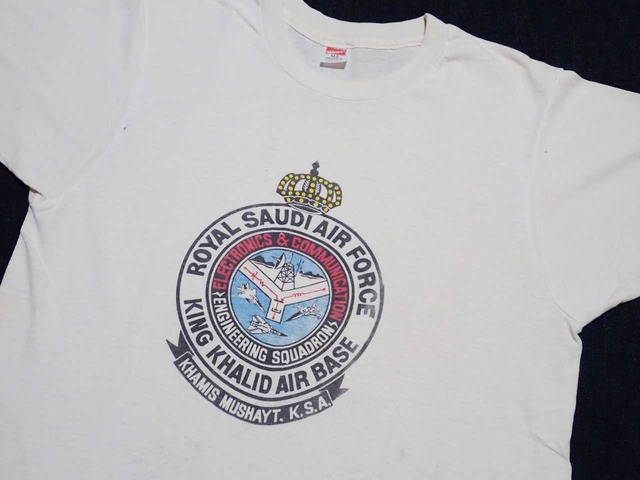 ROYAL SAUDI AIR FORCE
ELECTRONICS & COMMUNICATION
ENGINEERING SQUADRON
KING KHALID AIR BASE
KHAMIS MUSHAYT. K.S.A.